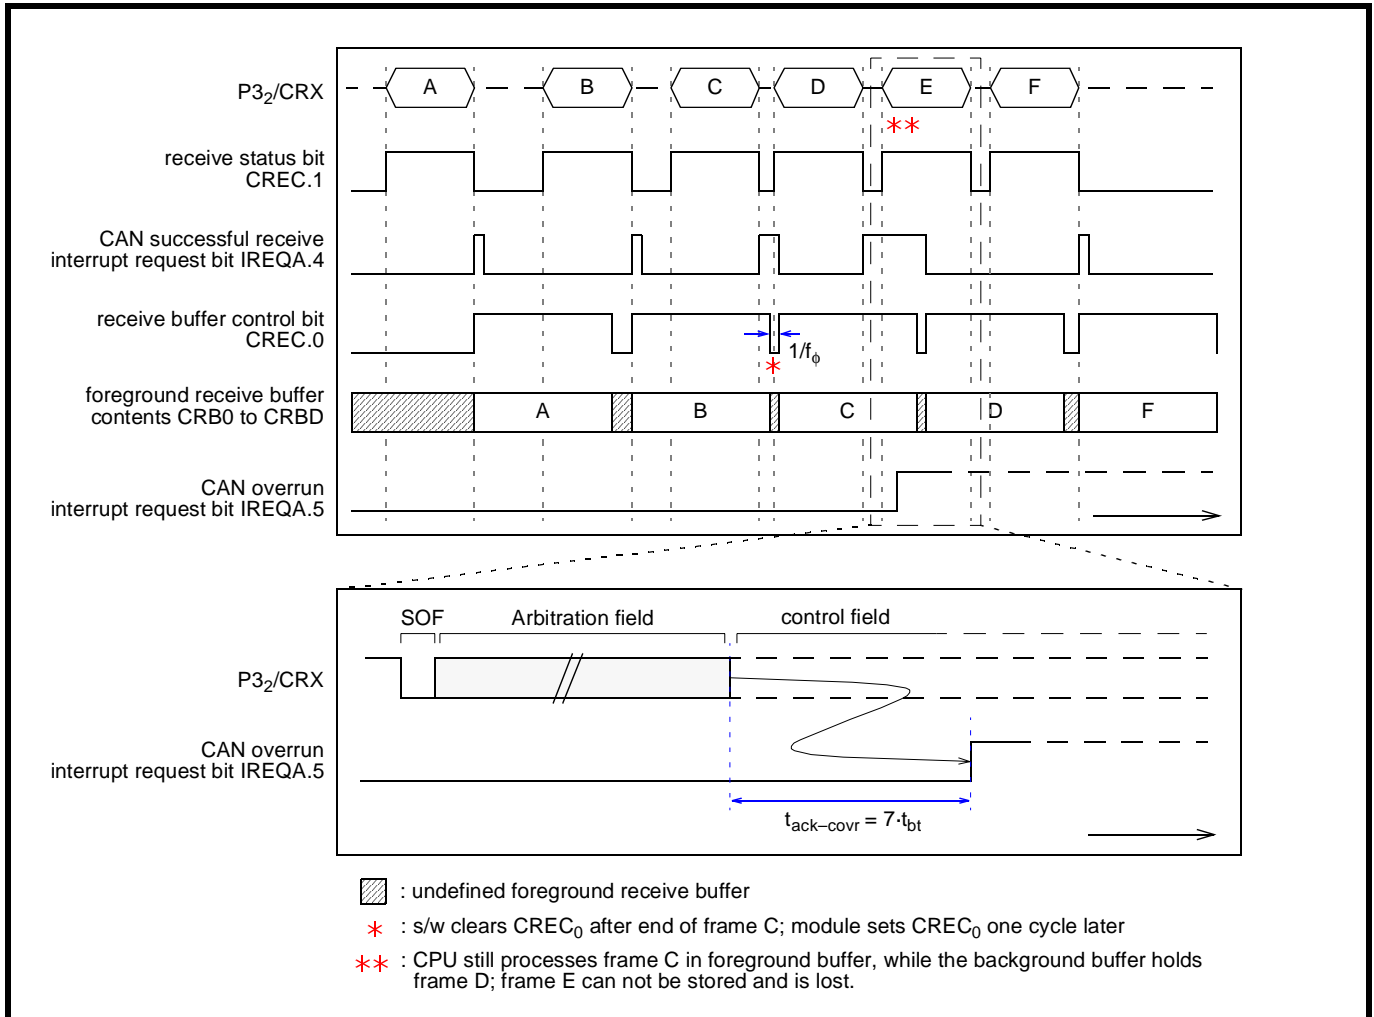 P3₂/CRX
A B C D E F
**
receive status bit
CREC.1
CAN successful receive
interrupt request bit IREQA.4
receive buffer control bit
CREC.0
1/fϕ
*
foreground receive buffer
contents CRB0 to CRBD
A B C D F
CAN overrun
interrupt request bit IREQA.5
SOF Arbitration field control field
P3₂/CRX
CAN overrun
interrupt request bit IREQA.5
t_ack–covr = 7·t_bt
: undefined foreground receive buffer
* : s/w clears CREC₀ after end of frame C; module sets CREC₀ one cycle later
** : CPU still processes frame C in foreground buffer, while the background buffer holds
frame D; frame E can not be stored and is lost.